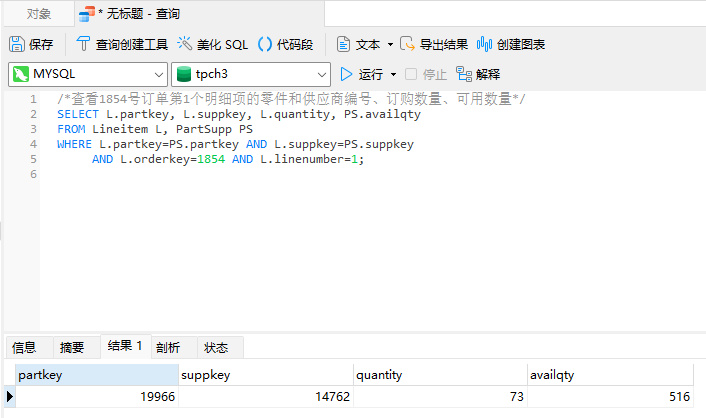 对象 * 无标题 - 查询
保存 查询创建工具 美化 SQL 代码段 文本 导出结果 创建图表
MYSQL tpch3 运行 停止 解释
1 /*查看1854号订单第1个明细项的零件和供应商编号、订购数量、可用数量*/
2 SELECT L.partkey, L.suppkey, L.quantity, PS.availqty
3 FROM Lineitem L, PartSupp PS
4 WHERE L.partkey=PS.partkey AND L.suppkey=PS.suppkey
5 AND L.orderkey=1854 AND L.linenumber=1;
6
信息 摘要 结果 1 剖析 状态
partkey suppkey quantity availqty
19966 14762 73 516